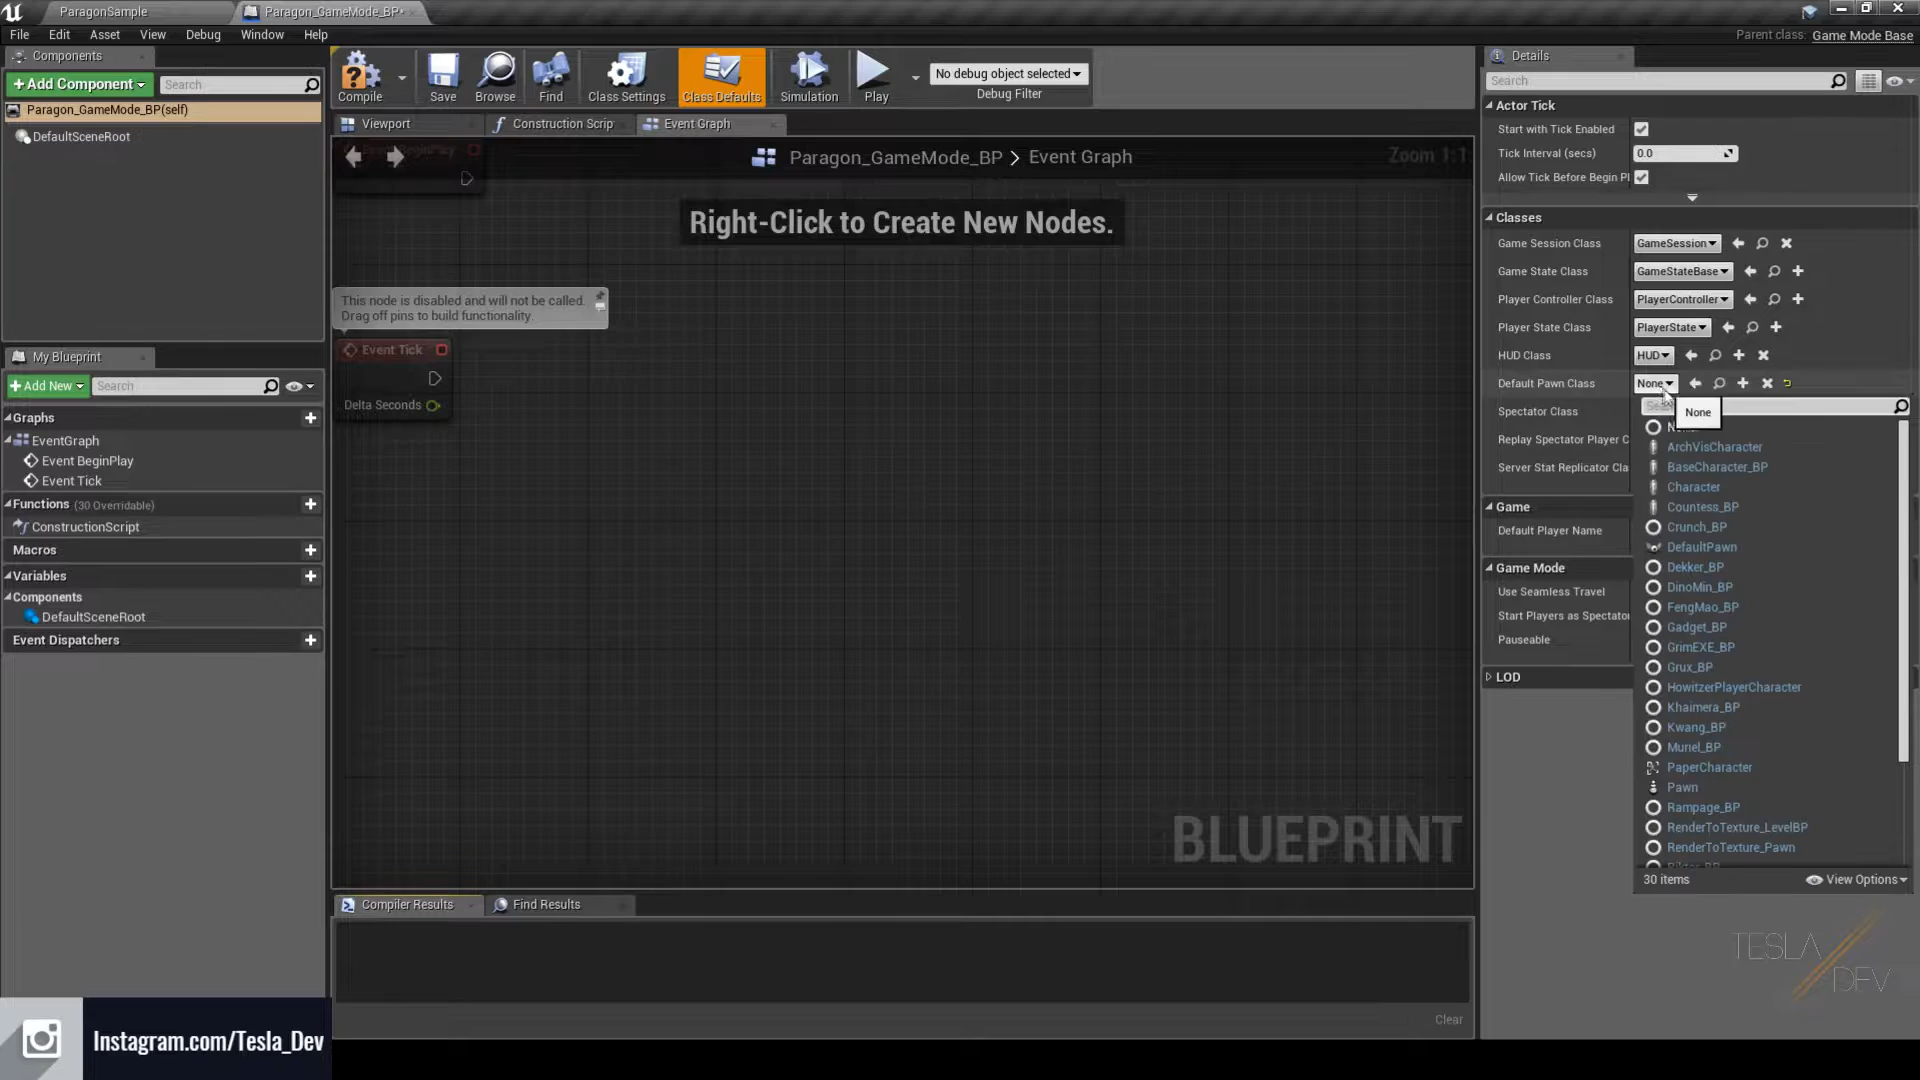 ParagonSample
Paragon_GameMode_BP*
File Edit Asset View Debug Window Help
Parent class: Game Mode Base
Components
+Add Component
Search
Paragon_GameMode_BP(self)
DefaultSceneRoot
My Blueprint
+Add New
Search
Graphs
EventGraph
Event BeginPlay
Event Tick
Functions (30 Overridable)
ConstructionScript
Macros
Variables
Components
DefaultSceneRoot
Event Dispatchers
Compile
Save
Browse
Find
Class Settings
Class Defaults
Simulation
Play
No debug object selected
Debug Filter
Viewport
Construction Scrip
Event Graph
Paragon_GameMode_BP > Event Graph
Zoom 1:1
Right-Click to Create New Nodes.
This node is disabled and will not be called.
Drag off pins to build functionality.
Event Tick
Delta Seconds
BLUEPRINT
Compiler Results
Find Results
Clear
Details
Search
Actor Tick
Start with Tick Enabled
Tick Interval (secs) 0.0
Allow Tick Before Begin Pl
Classes
Game Session Class GameSession
Game State Class GameStateBase
Player Controller Class PlayerController
Player State Class PlayerState
HUD Class HUD
Default Pawn Class None
Spectator Class
Replay Spectator Player C
Server Stat Replicator Cla
Game
Default Player Name
Game Mode
Use Seamless Travel
Start Players as Spectator
Pauseable
LOD
None
ArchVisCharacter
BaseCharacter_BP
Character
Countess_BP
Crunch_BP
DefaultPawn
Dekker_BP
DinoMin_BP
FengMao_BP
Gadget_BP
GrimEXE_BP
Grux_BP
HowitzerPlayerCharacter
Khaimera_BP
Kwang_BP
Muriel_BP
PaperCharacter
Pawn
Rampage_BP
RenderToTexture_LevelBP
RenderToTexture_Pawn
30 items
View Options
TESLA
DEV
Instagram.com/Tesla_Dev